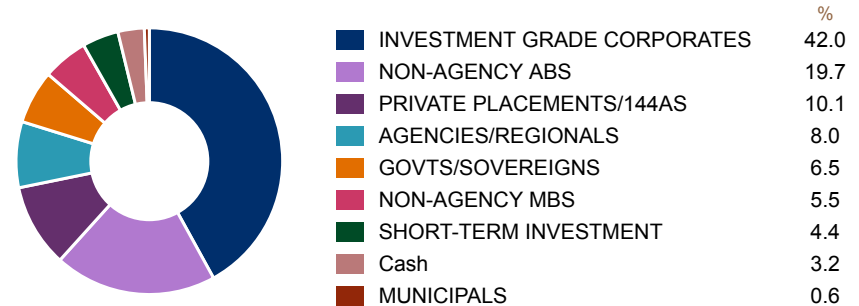 %
INVESTMENT GRADE CORPORATES 42.0
NON-AGENCY ABS 19.7
PRIVATE PLACEMENTS/144AS 10.1
AGENCIES/REGIONALS 8.0
GOVTS/SOVEREIGNS 6.5
NON-AGENCY MBS 5.5
SHORT-TERM INVESTMENT 4.4
Cash 3.2
MUNICIPALS 0.6